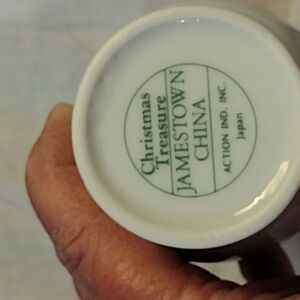 Christmas
Treasure
JAMESTOWN
CHINA
ACTION IND. INC.
Japan